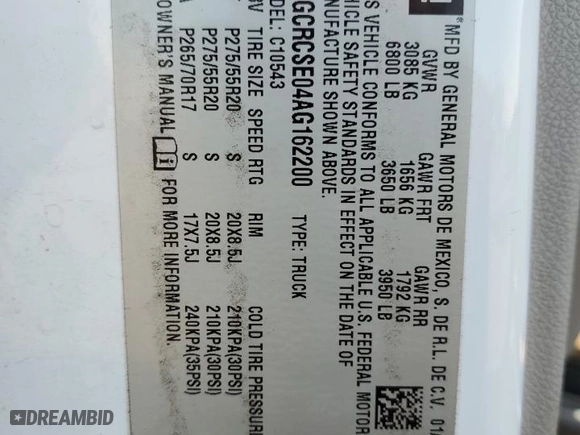 MFD BY GENERAL MOTORS DE MEXICO, S. DE R.L. DE C.V. 01/
GVWR GAWR FRT GAWR RR
3085 KG 1656 KG 1792 KG
6800 LB 3650 LB 3950 LB
S VEHICLE CONFORMS TO ALL APPLICABLE U.S. FEDERAL MOTOR
HICLE SAFETY STANDARDS IN EFFECT ON THE DATE OF
NUFACTURE SHOWN ABOVE.
GCRCSE04AG162200 TYPE: TRUCK
DEL: C10543
TIRE SIZE SPEED RTG RIM COLD TIRE PRESSUR
P275/55R20 S 20X8.5J 210KPA(30PSI)
P275/55R20 S 20X8.5J 210KPA(30PSI)
P265/70R17 S 17X7.5J 240KPA(35PSI)
OWNER'S MANUAL FOR MORE INFORMATION.
DREAMBID